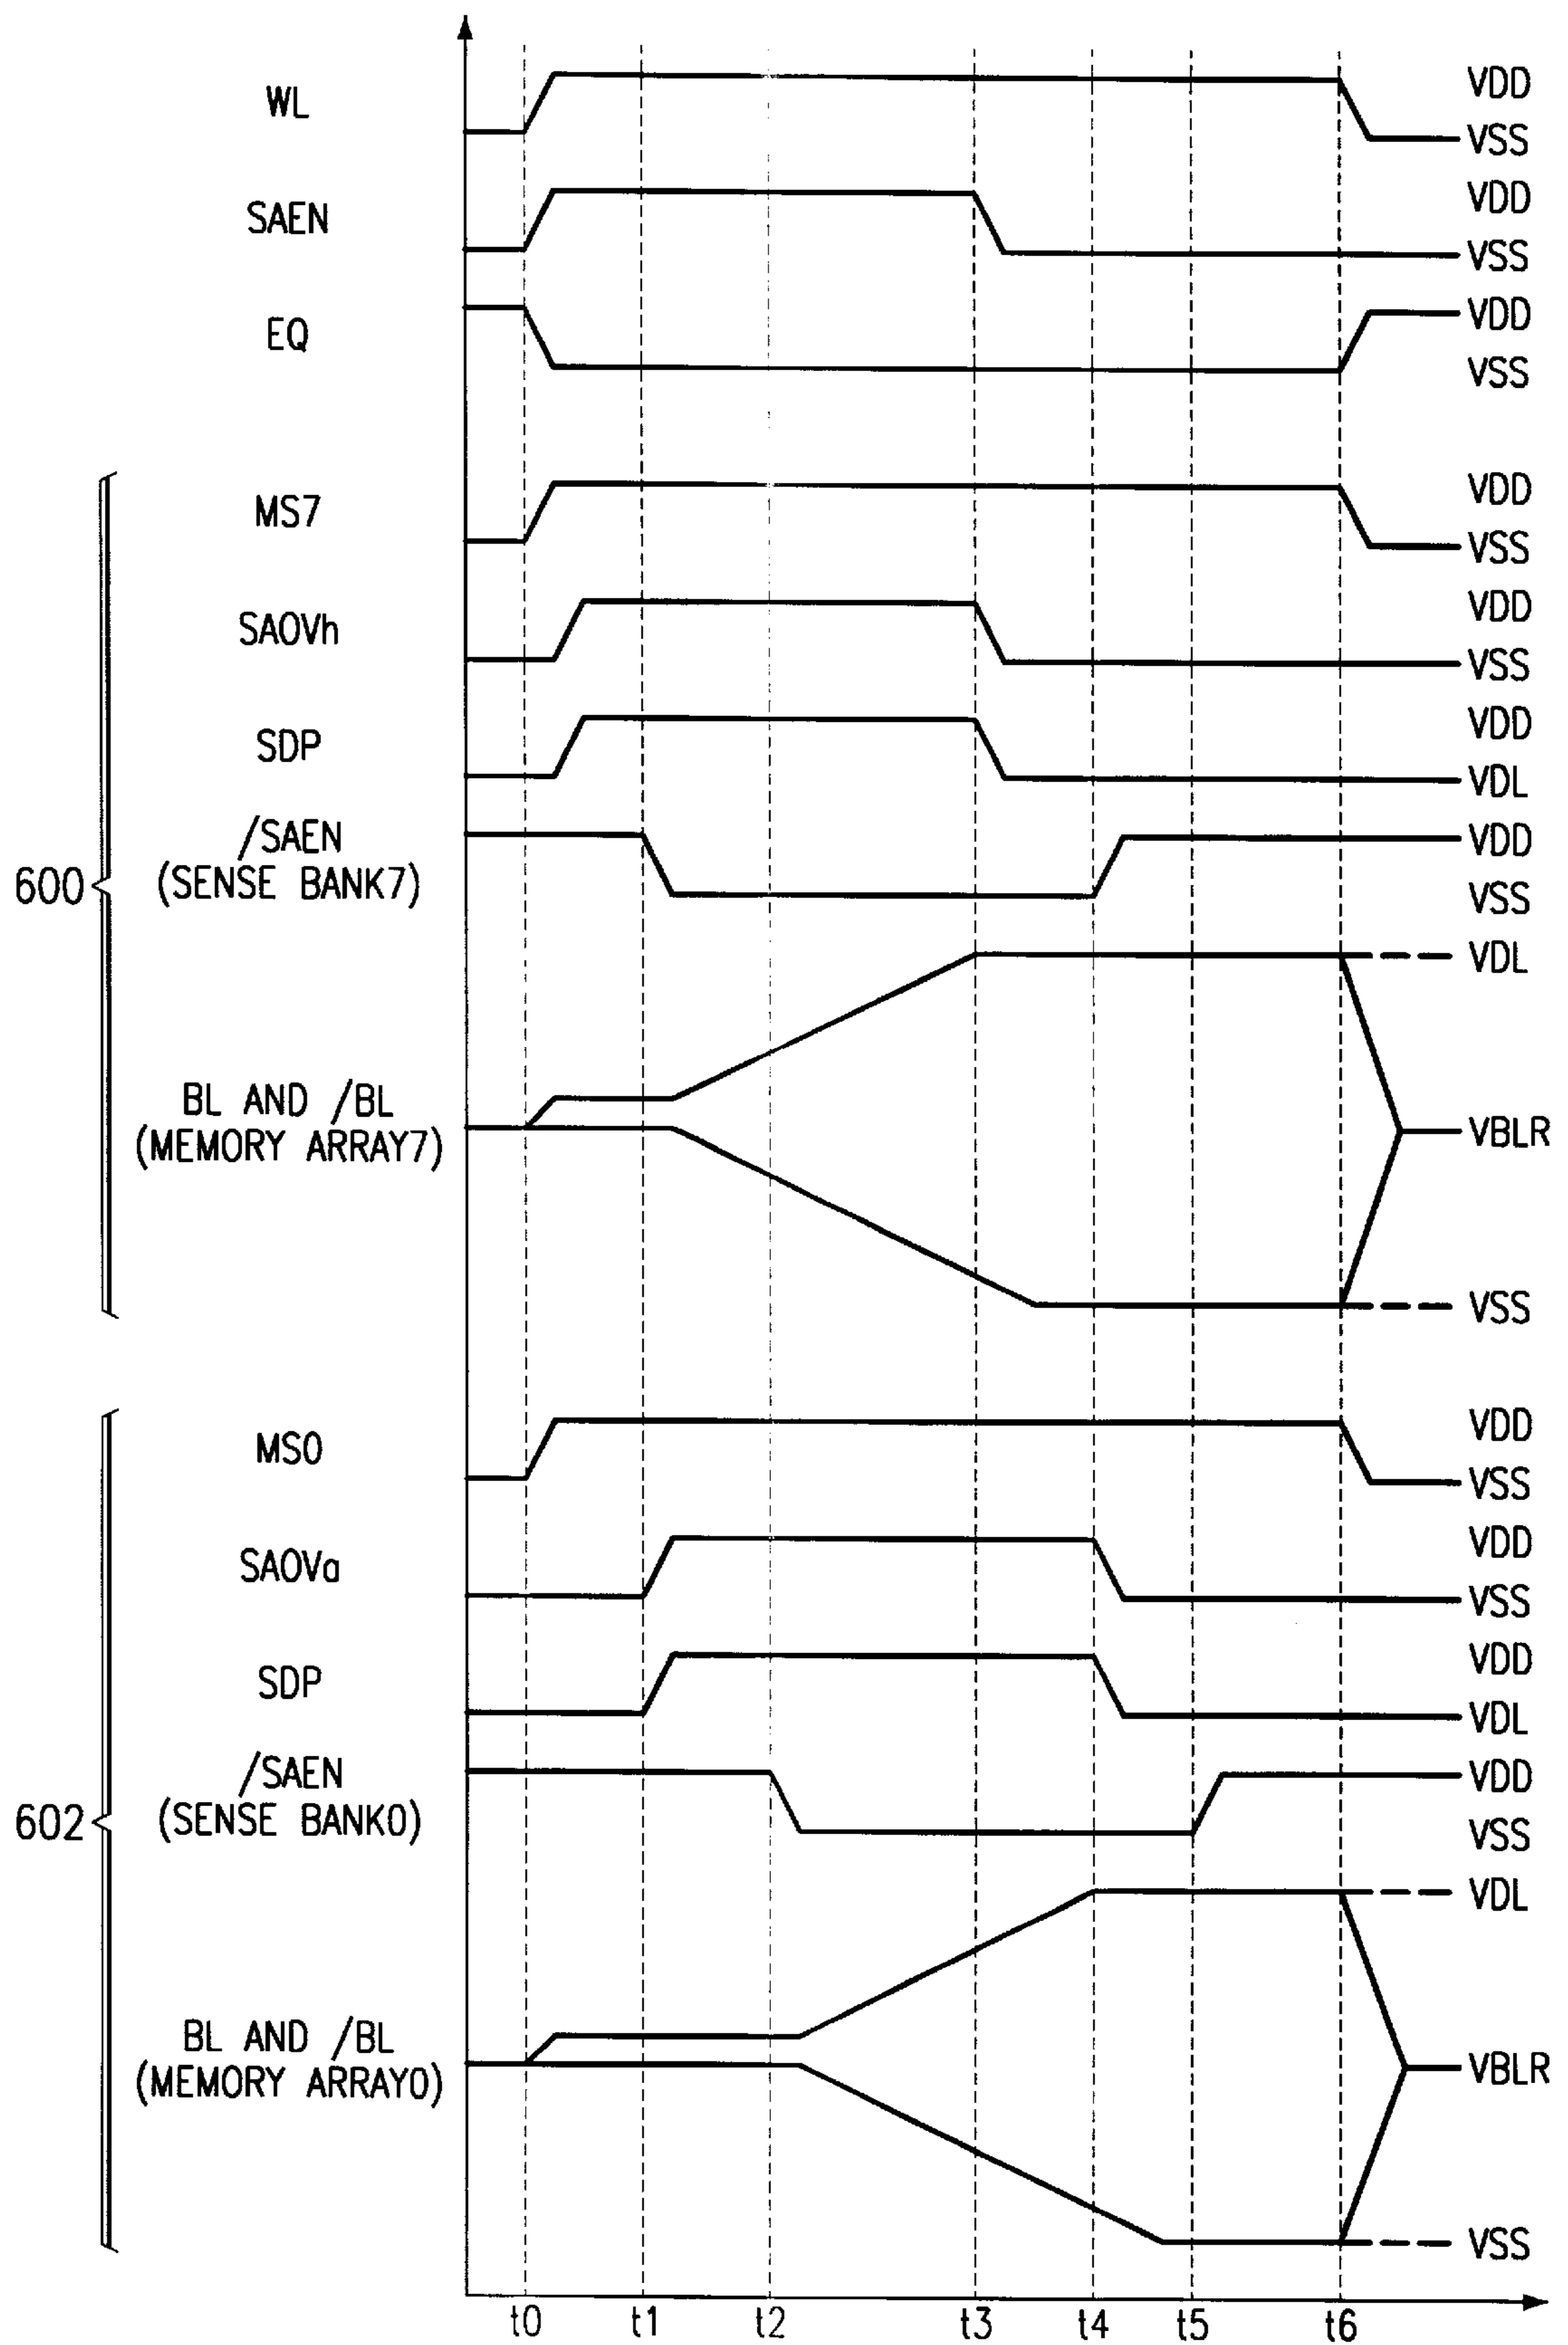 WL
VDD
VSS
SAEN
VDD
VSS
EQ
VDD
VSS
600
MS7
VDD
VSS
SAOVh
VDD
VSS
SDP
VDD
VDL
/SAEN
(SENSE BANK7)
VDD
VSS
BL AND /BL
(MEMORY ARRAY7)
VDL
VBLR
VSS
602
MS0
VDD
VSS
SAOVa
VDD
VSS
SDP
VDD
VDL
/SAEN
(SENSE BANK0)
VDD
VSS
BL AND /BL
(MEMORY ARRAY0)
VDL
VBLR
VSS
t0 t1 t2 t3 t4 t5 t6